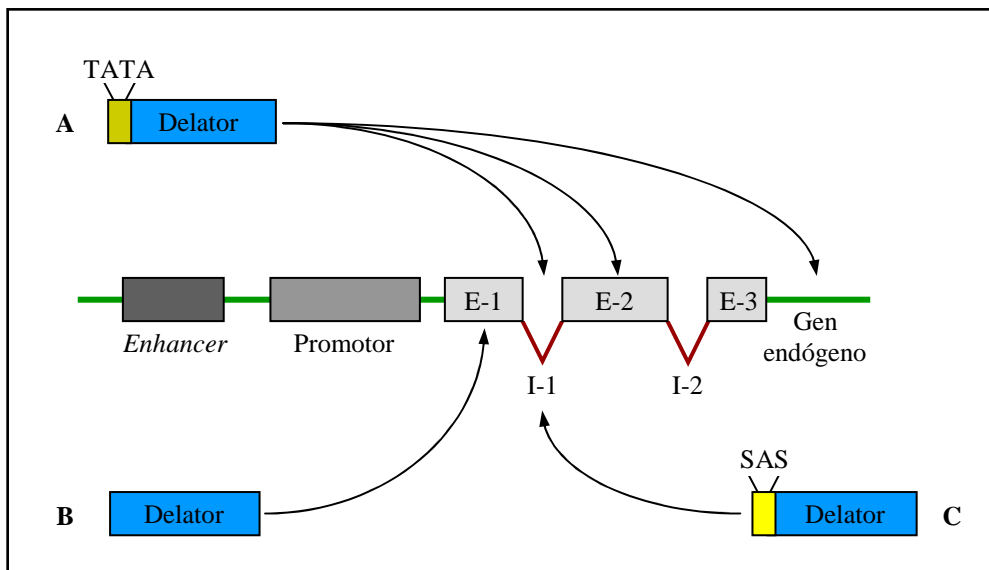 TATA
A
Delator
E-1
E-2
E-3
Enhancer
Promotor
Gen
endógeno
I-1
I-2
SAS
B
Delator
Delator
C